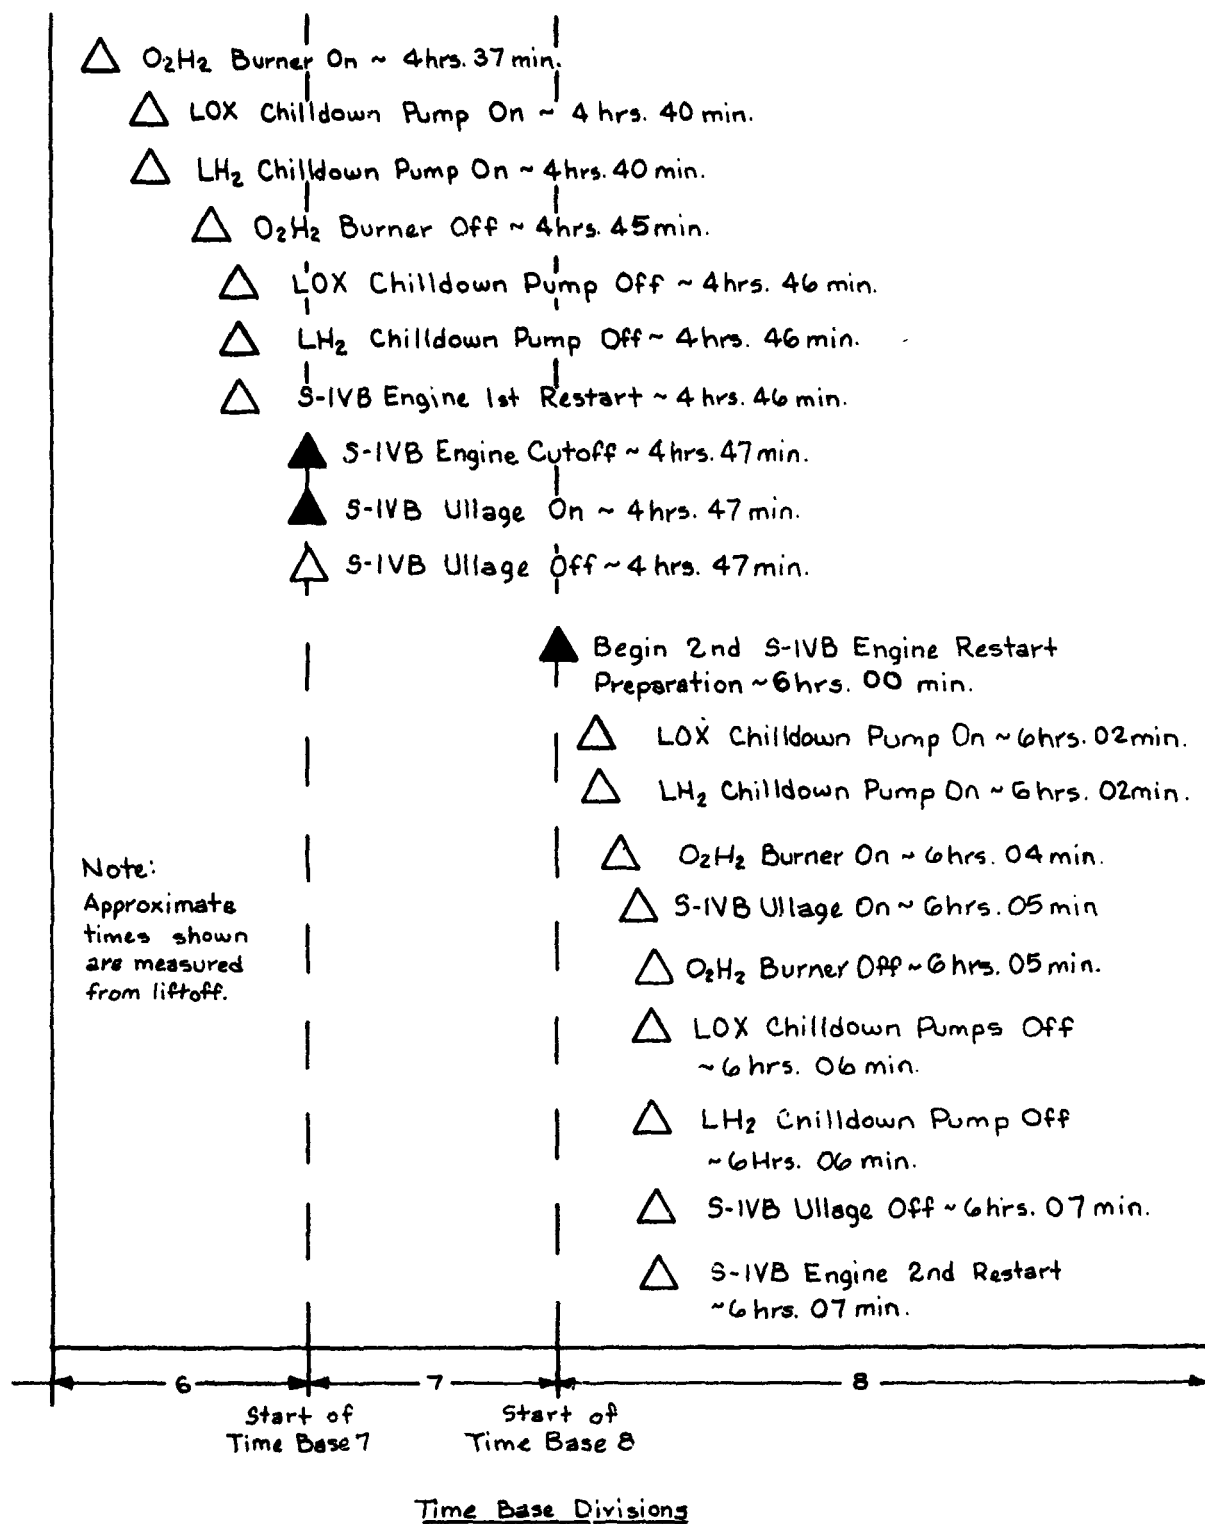 O₂H₂ Burner On ~ 4hrs. 37 min.
LOX Chilldown Pump On ~ 4 hrs. 40 min.
LH₂ Chilldown Pump On ~ 4hrs. 40 min.
O₂H₂ Burner Off ~ 4hrs. 45 min.
LOX Chilldown Pump Off ~ 4hrs. 46 min.
LH₂ Chilldown Pump Off ~ 4hrs. 46 min.
S-IVB Engine 1st Restart ~ 4 hrs. 46 min.
S-IVB Engine Cutoff ~ 4hrs. 47 min.
S-IVB Ullage On ~ 4hrs. 47 min.
S-IVB Ullage Off ~ 4 hrs. 47 min.
Begin 2nd S-IVB Engine Restart
Preparation ~ 6hrs. 00 min.
LOX Chilldown Pump On ~ 6hrs. 02 min.
LH₂ Chilldown Pump On ~ 6 hrs. 02 min.
O₂H₂ Burner On ~ 6hrs. 04 min.
S-IVB Ullage On ~ 6hrs. 05 min
O₂H₂ Burner Off ~ 6 hrs. 05 min.
LOX Chilldown Pumps Off
~ 6 hrs. 06 min.
LH₂ Chilldown Pump Off
~ 6 Hrs. 06 min.
S-IVB Ullage Off ~ 6hrs. 07 min.
S-IVB Engine 2nd Restart
~ 6 hrs. 07 min.
Note:
Approximate
times shown
are measured
from liftoff.
6 7 8
Start of
Time Base 7
Start of
Time Base 8
Time Base Divisions